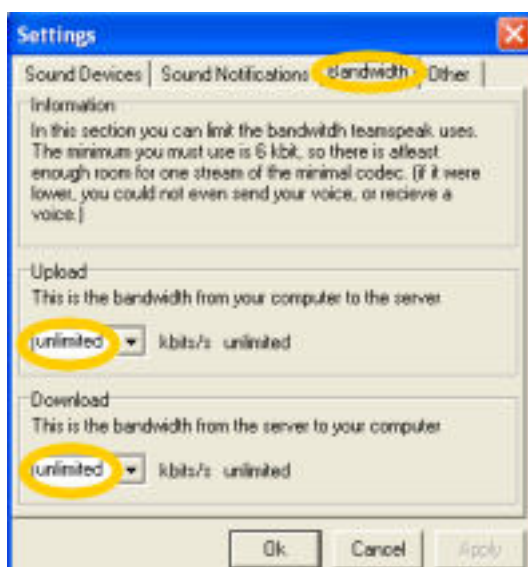 Settings
Sound Devices Sound Notifications Bandwidth Other
Information
In this section you can limit the bandwitdh teamspeak uses.
The minimum you must use is 6 kbit, so there is atleast
enough room for one stream of the minimal codec. (if it were
lower, you could not even send your voice, or recieve a
voice.)
Upload
This is the bandwidth from your computer to the server
unlimited kbits/s unlimited
Download
This is the bandwidth from the server to your computer
unlimited kbits/s unlimited
Ok Cancel Apply